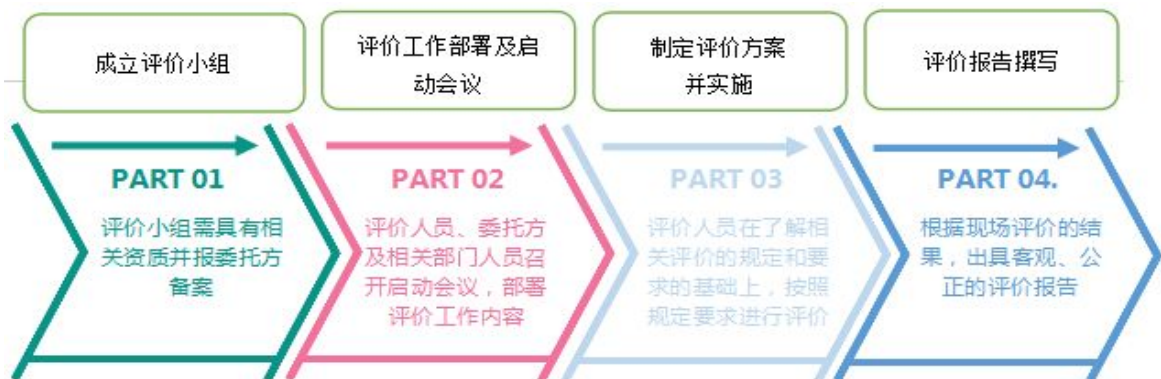 成立评价小组
评价工作部署及启
动会议
制定评价方案
并实施
评价报告撰写
PART 01
评价小组需具有相
关资质并报委托方
备案
PART 02
评价人员、委托方
及相关部门人员召
开启动会议，部署
评价工作内容
PART 03
评价人员在了解相
关评价的规定和要
求的基础上，按照
规定要求进行评价
PART 04.
根据现场评价的结
果，出具客观、公
正的评价报告